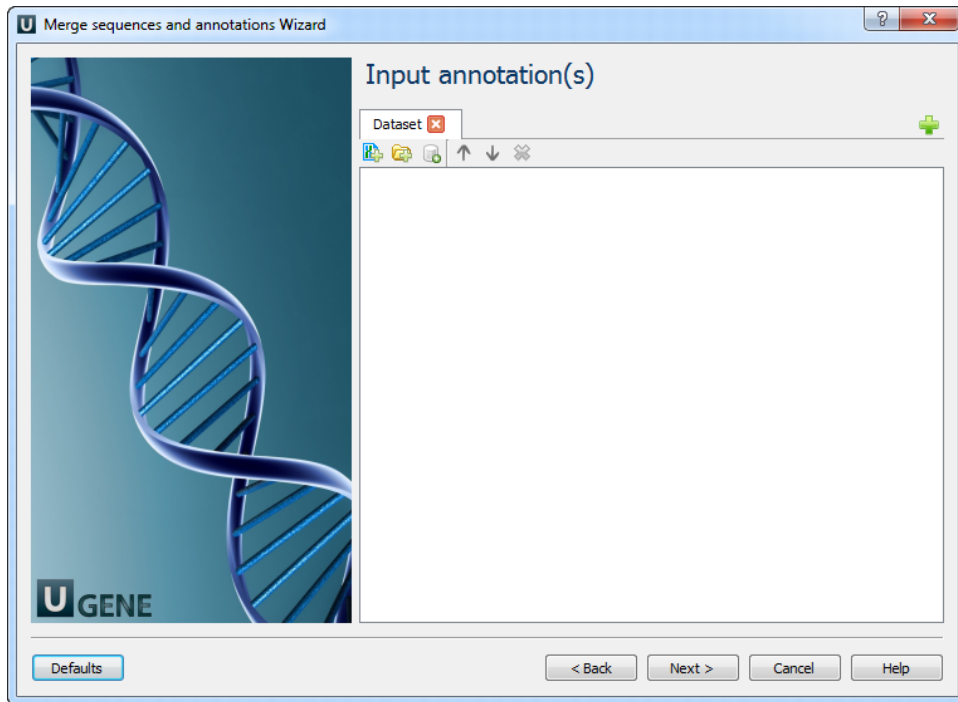 U Merge sequences and annotations Wizard
Input annotation(s)
Dataset
U GENE
Defaults
< Back
Next >
Cancel
Help